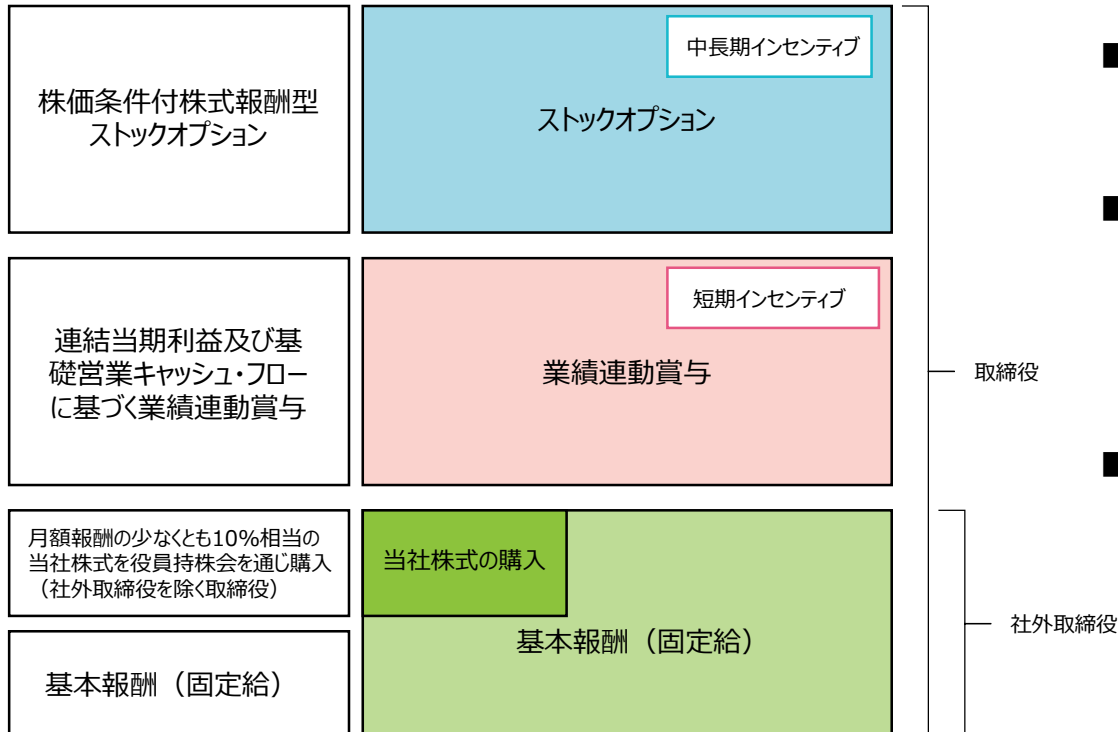 株価条件付株式報酬型
ストックオプション
中長期インセンティブ
ストックオプション
連結当期利益及び基
礎営業キャッシュ・フロー
に基づく業績連動賞与
短期インセンティブ
業績連動賞与
取締役
月額報酬の少なくとも10%相当の
当社株式を役員持株会を通じ購入
（社外取締役を除く取締役）
当社株式の購入
基本報酬（固定給）
基本報酬（固定給）
社外取締役